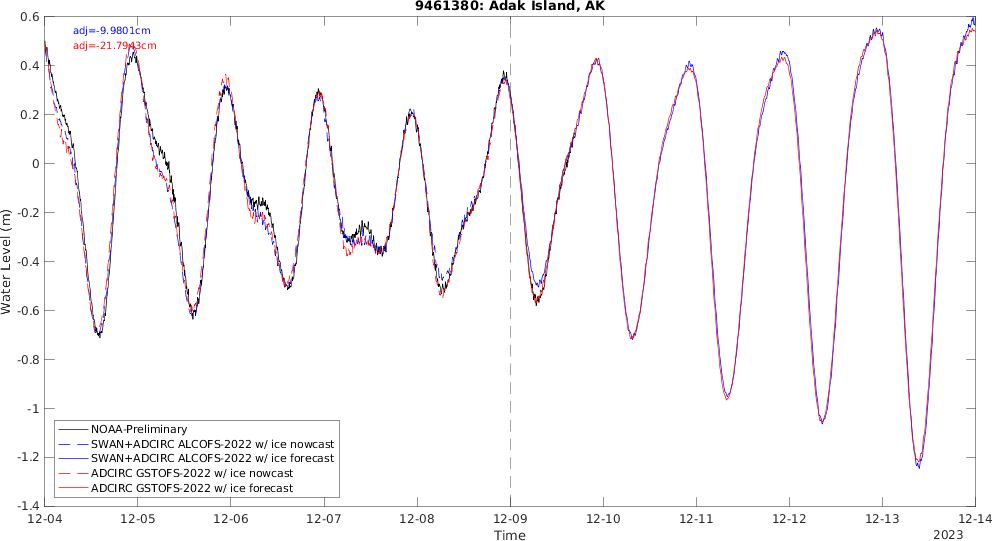 9461380: Adak Island, AK
adj=-9.9801cm
adj=-21.7943cm
Water Level (m)
0.6
0.4
0.2
0
-0.2
-0.4
-0.6
-0.8
-1
-1.2
-1.4
NOAA-Preliminary
SWAN+ADCIRC ALCOFS-2022 w/ ice nowcast
SWAN+ADCIRC ALCOFS-2022 w/ ice forecast
ADCIRC GSTOFS-2022 w/ ice nowcast
ADCIRC GSTOFS-2022 w/ ice forecast
12-04 12-05 12-06 12-07 12-08 12-09 12-10 12-11 12-12 12-13 12-14
Time
2023